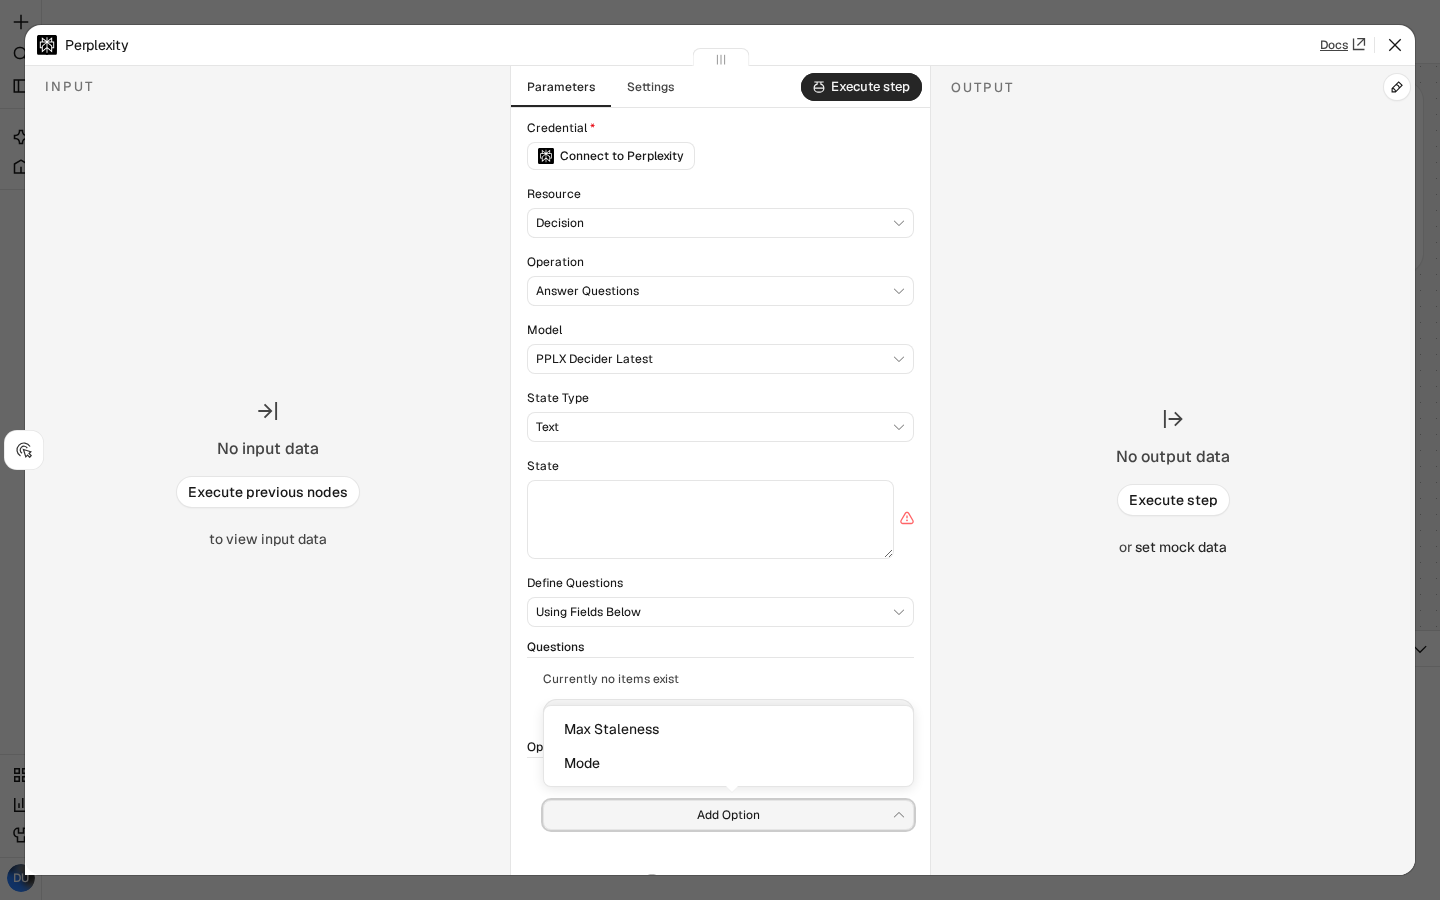 Perplexity
Docs
INPUT
Parameters
Settings
Execute step
OUTPUT
Credential *
Connect to Perplexity
Resource
Decision
Operation
Answer Questions
Model
PPLX Decider Latest
State Type
Text
State
No input data
Execute previous nodes
to view input data
No output data
Execute step
or set mock data
Define Questions
Using Fields Below
Questions
Currently no items exist
Op
Max Staleness
Mode
Add Option
DU